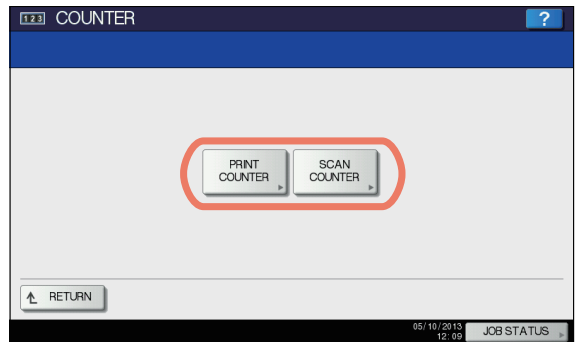 123 COUNTER
?
PRINT
COUNTER
SCAN
COUNTER
RETURN
05/10/2013
12:09
JOB STATUS